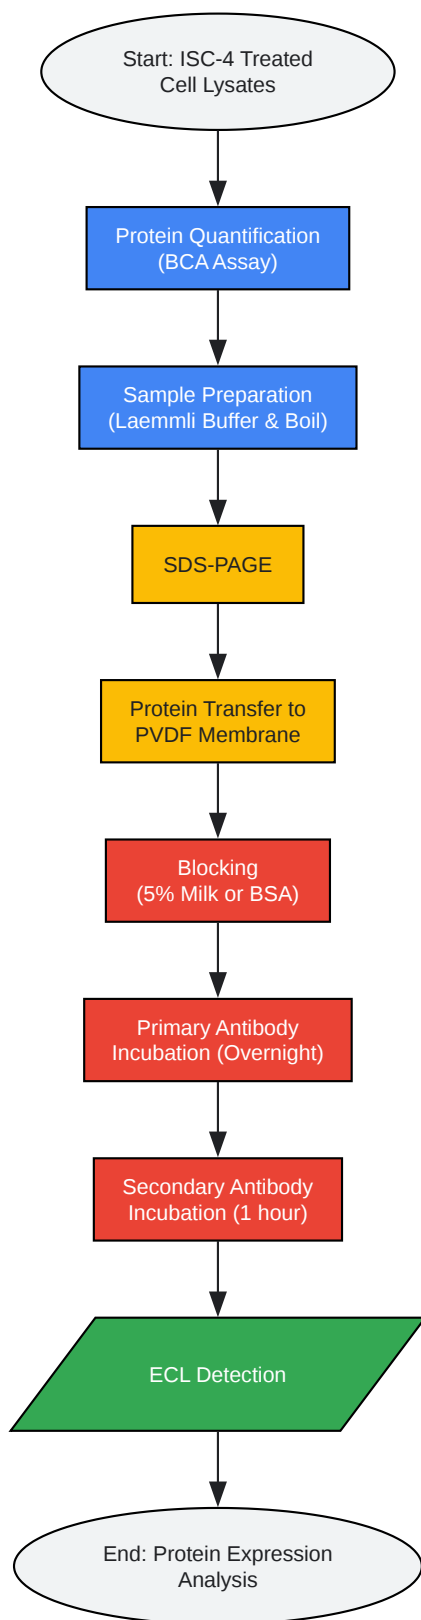 Start: ISC-4 Treated
Cell Lysates
Protein Quantification
(BCA Assay)
Sample Preparation
(Laemmli Buffer & Boil)
SDS-PAGE
Protein Transfer to
PVDF Membrane
Blocking
(5% Milk or BSA)
Primary Antibody
Incubation (Overnight)
Secondary Antibody
Incubation (1 hour)
ECL Detection
End: Protein Expression
Analysis